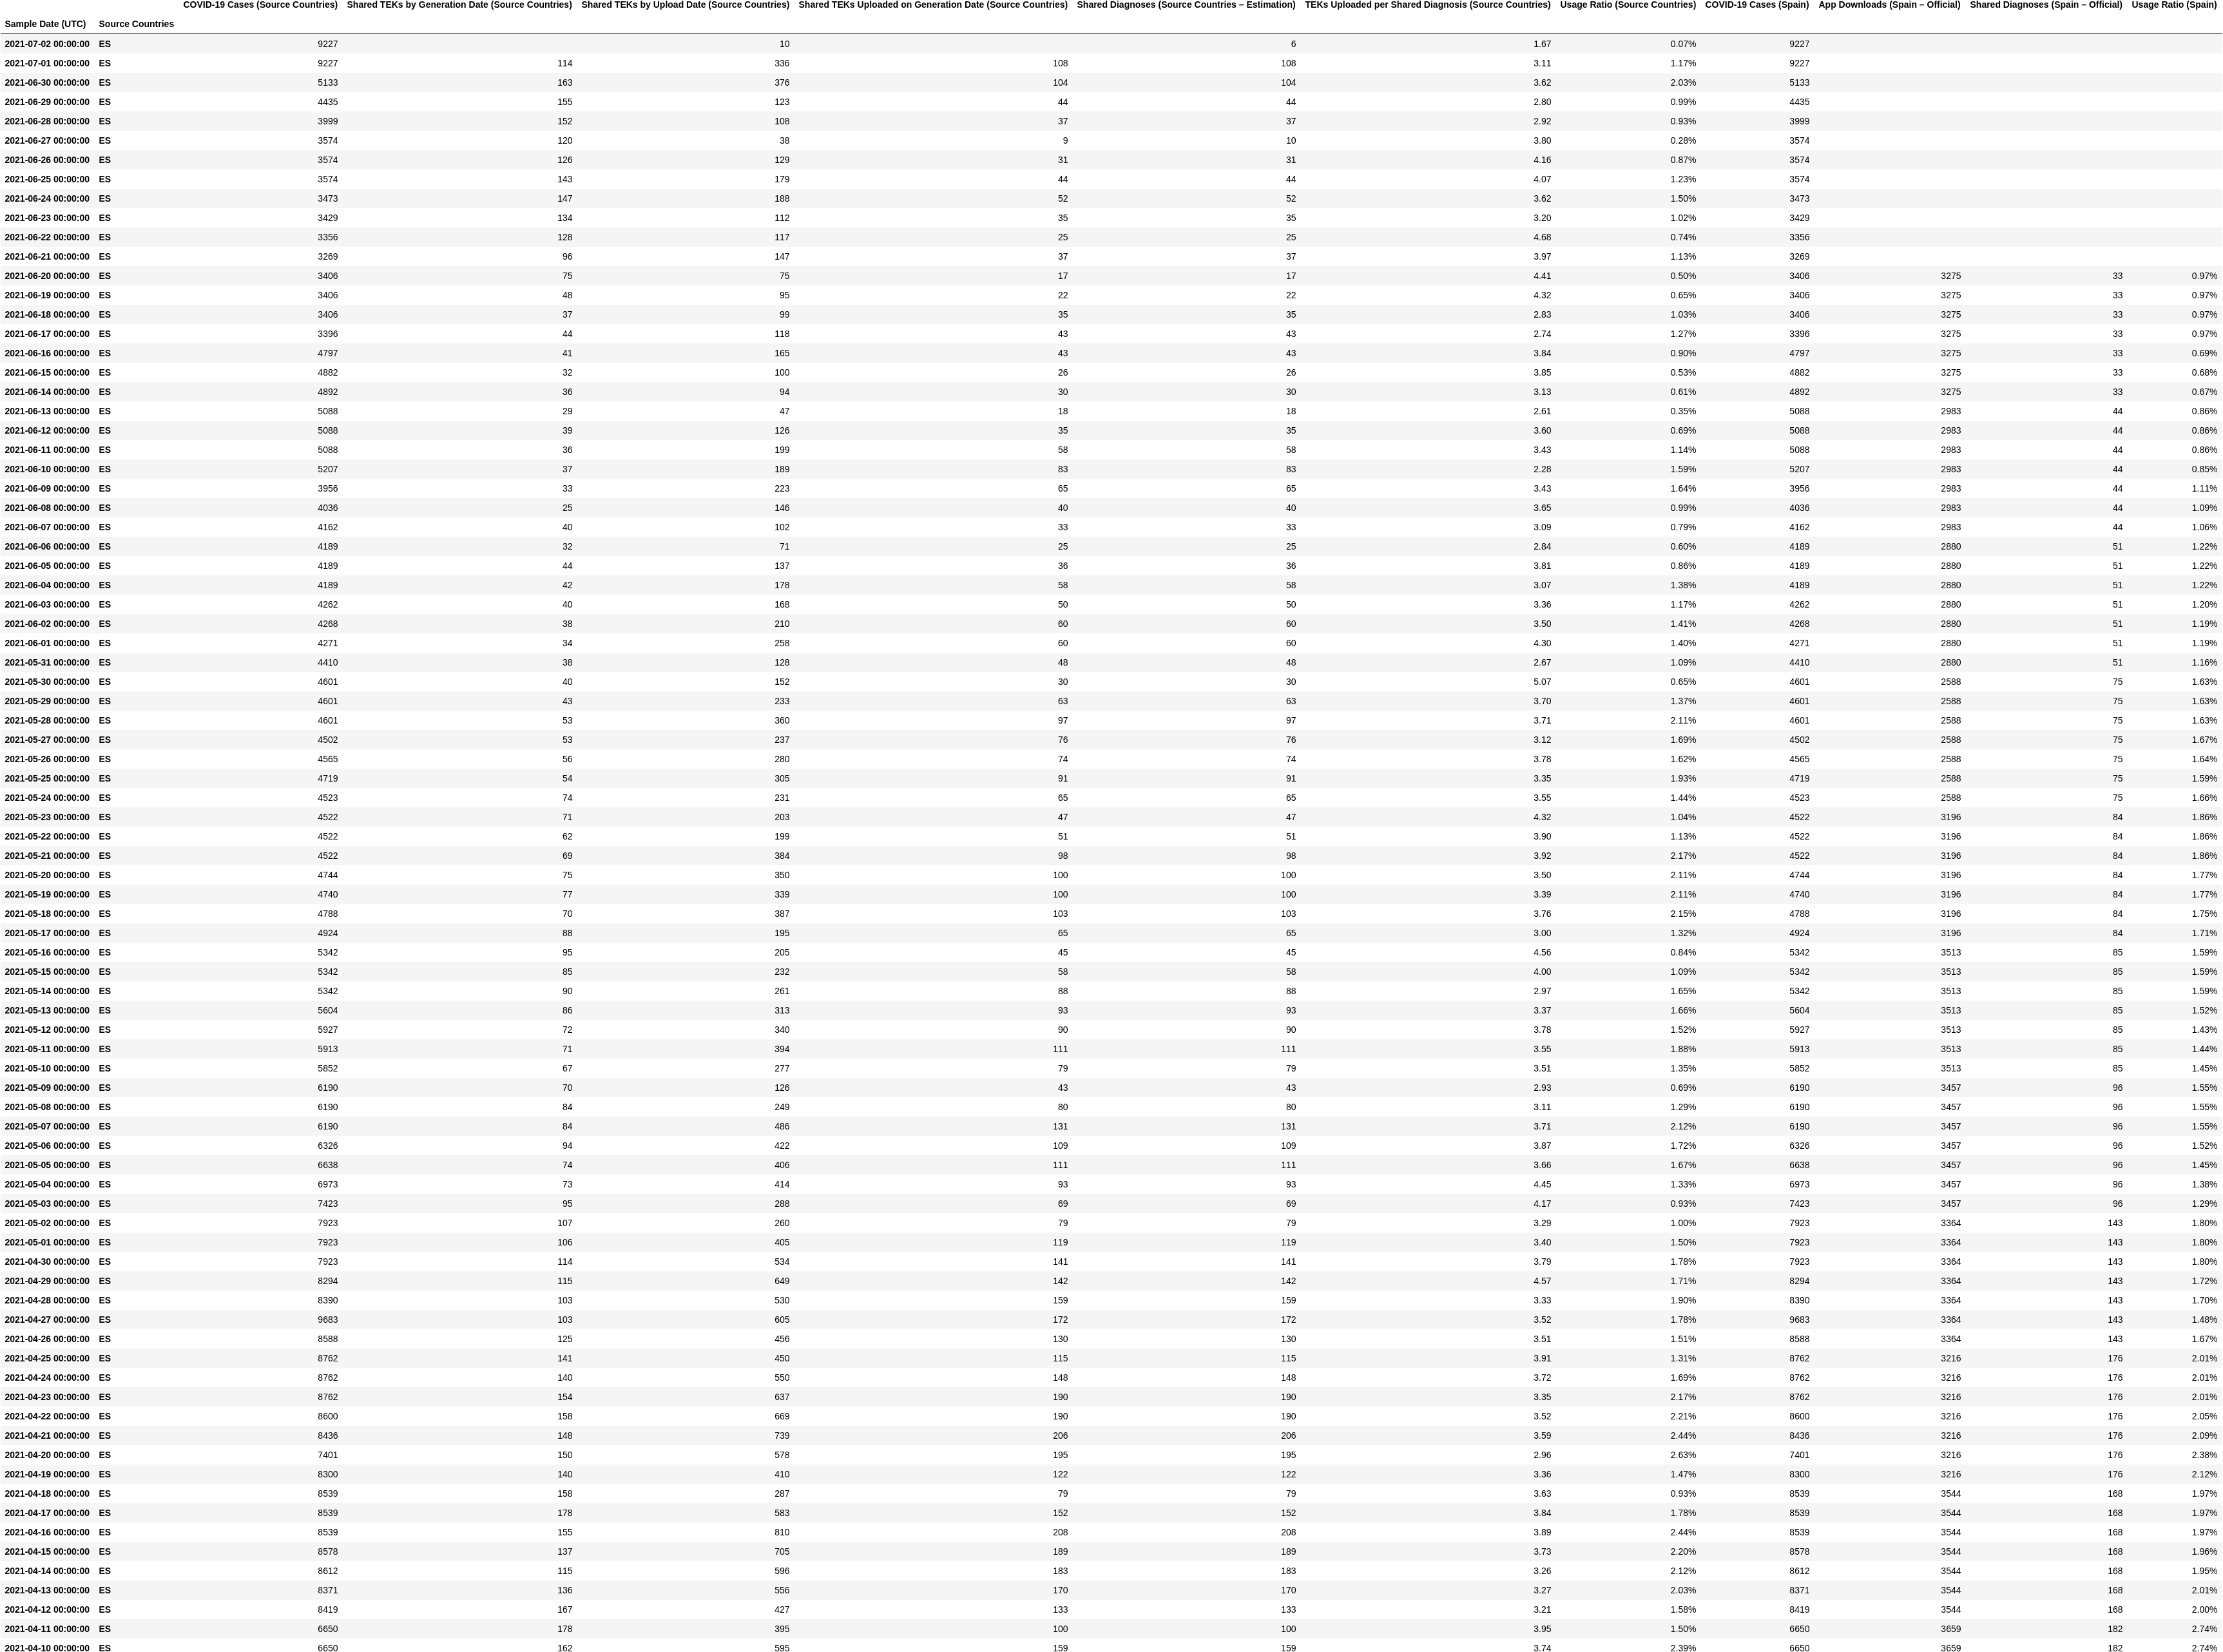 COVID-19 Cases (Source Countries) Shared TEKs by Generation Date (Source Countries) Shared TEKs by Upload Date (Source Countries) Shared TEKs Uploaded on Generation Date (Source Countries) Shared Diagnoses (Source Countries – Estimation) TEKs Uploaded per Shared Diagnosis (Source Countries) Usage Ratio (Source Countries) COVID-19 Cases (Spain) App Downloads (Spain – Official) Shared Diagnoses (Spain – Official) Usage Ratio (Spain)
Sample Date (UTC) Source Countries
2021-07-02 00:00:00 ES 9227 10 6 1.67 0.07% 9227
2021-07-01 00:00:00 ES 9227 114 336 108 108 3.11 1.17% 9227
2021-06-30 00:00:00 ES 5133 163 376 104 104 3.62 2.03% 5133
2021-06-29 00:00:00 ES 4435 155 123 44 44 2.80 0.99% 4435
2021-06-28 00:00:00 ES 3999 152 108 37 37 2.92 0.93% 3999
2021-06-27 00:00:00 ES 3574 120 38 9 10 3.80 0.28% 3574
2021-06-26 00:00:00 ES 3574 126 129 31 31 4.16 0.87% 3574
2021-06-25 00:00:00 ES 3574 143 179 44 44 4.07 1.23% 3574
2021-06-24 00:00:00 ES 3473 147 188 52 52 3.62 1.50% 3473
2021-06-23 00:00:00 ES 3429 134 112 35 35 3.20 1.02% 3429
2021-06-22 00:00:00 ES 3356 128 117 25 25 4.68 0.74% 3356
2021-06-21 00:00:00 ES 3269 96 147 37 37 3.97 1.13% 3269
2021-06-20 00:00:00 ES 3406 75 75 17 17 4.41 0.50% 3406 3275 33 0.97%
2021-06-19 00:00:00 ES 3406 48 95 22 22 4.32 0.65% 3406 3275 33 0.97%
2021-06-18 00:00:00 ES 3406 37 99 35 35 2.83 1.03% 3406 3275 33 0.97%
2021-06-17 00:00:00 ES 3396 44 118 43 43 2.74 1.27% 3396 3275 33 0.97%
2021-06-16 00:00:00 ES 4797 41 165 43 43 3.84 0.90% 4797 3275 33 0.69%
2021-06-15 00:00:00 ES 4882 32 100 26 26 3.85 0.53% 4882 3275 33 0.68%
2021-06-14 00:00:00 ES 4892 36 94 30 30 3.13 0.61% 4892 3275 33 0.67%
2021-06-13 00:00:00 ES 5088 29 47 18 18 2.61 0.35% 5088 2983 44 0.86%
2021-06-12 00:00:00 ES 5088 39 126 35 35 3.60 0.69% 5088 2983 44 0.86%
2021-06-11 00:00:00 ES 5088 36 199 58 58 3.43 1.14% 5088 2983 44 0.86%
2021-06-10 00:00:00 ES 5207 37 189 83 83 2.28 1.59% 5207 2983 44 0.85%
2021-06-09 00:00:00 ES 3956 33 223 65 65 3.43 1.64% 3956 2983 44 1.11%
2021-06-08 00:00:00 ES 4036 25 146 40 40 3.65 0.99% 4036 2983 44 1.09%
2021-06-07 00:00:00 ES 4162 40 102 33 33 3.09 0.79% 4162 2983 44 1.06%
2021-06-06 00:00:00 ES 4189 32 71 25 25 2.84 0.60% 4189 2880 51 1.22%
2021-06-05 00:00:00 ES 4189 44 137 36 36 3.81 0.86% 4189 2880 51 1.22%
2021-06-04 00:00:00 ES 4189 42 178 58 58 3.07 1.38% 4189 2880 51 1.22%
2021-06-03 00:00:00 ES 4262 40 168 50 50 3.36 1.17% 4262 2880 51 1.20%
2021-06-02 00:00:00 ES 4268 38 210 60 60 3.50 1.41% 4268 2880 51 1.19%
2021-06-01 00:00:00 ES 4271 34 258 60 60 4.30 1.40% 4271 2880 51 1.19%
2021-05-31 00:00:00 ES 4410 38 128 48 48 2.67 1.09% 4410 2880 51 1.16%
2021-05-30 00:00:00 ES 4601 40 152 30 30 5.07 0.65% 4601 2588 75 1.63%
2021-05-29 00:00:00 ES 4601 43 233 63 63 3.70 1.37% 4601 2588 75 1.63%
2021-05-28 00:00:00 ES 4601 53 360 97 97 3.71 2.11% 4601 2588 75 1.63%
2021-05-27 00:00:00 ES 4502 53 237 76 76 3.12 1.69% 4502 2588 75 1.67%
2021-05-26 00:00:00 ES 4565 56 280 74 74 3.78 1.62% 4565 2588 75 1.64%
2021-05-25 00:00:00 ES 4719 54 305 91 91 3.35 1.93% 4719 2588 75 1.59%
2021-05-24 00:00:00 ES 4523 74 231 65 65 3.55 1.44% 4523 2588 75 1.66%
2021-05-23 00:00:00 ES 4522 71 203 47 47 4.32 1.04% 4522 3196 84 1.86%
2021-05-22 00:00:00 ES 4522 62 199 51 51 3.90 1.13% 4522 3196 84 1.86%
2021-05-21 00:00:00 ES 4522 69 384 98 98 3.92 2.17% 4522 3196 84 1.86%
2021-05-20 00:00:00 ES 4744 75 350 100 100 3.50 2.11% 4744 3196 84 1.77%
2021-05-19 00:00:00 ES 4740 77 339 100 100 3.39 2.11% 4740 3196 84 1.77%
2021-05-18 00:00:00 ES 4788 70 387 103 103 3.76 2.15% 4788 3196 84 1.75%
2021-05-17 00:00:00 ES 4924 88 195 65 65 3.00 1.32% 4924 3196 84 1.71%
2021-05-16 00:00:00 ES 5342 95 205 45 45 4.56 0.84% 5342 3513 85 1.59%
2021-05-15 00:00:00 ES 5342 85 232 58 58 4.00 1.09% 5342 3513 85 1.59%
2021-05-14 00:00:00 ES 5342 90 261 88 88 2.97 1.65% 5342 3513 85 1.59%
2021-05-13 00:00:00 ES 5604 86 313 93 93 3.37 1.66% 5604 3513 85 1.52%
2021-05-12 00:00:00 ES 5927 72 340 90 90 3.78 1.52% 5927 3513 85 1.43%
2021-05-11 00:00:00 ES 5913 71 394 111 111 3.55 1.88% 5913 3513 85 1.44%
2021-05-10 00:00:00 ES 5852 67 277 79 79 3.51 1.35% 5852 3513 85 1.45%
2021-05-09 00:00:00 ES 6190 70 126 43 43 2.93 0.69% 6190 3457 96 1.55%
2021-05-08 00:00:00 ES 6190 84 249 80 80 3.11 1.29% 6190 3457 96 1.55%
2021-05-07 00:00:00 ES 6190 84 486 131 131 3.71 2.12% 6190 3457 96 1.55%
2021-05-06 00:00:00 ES 6326 94 422 109 109 3.87 1.72% 6326 3457 96 1.52%
2021-05-05 00:00:00 ES 6638 74 406 111 111 3.66 1.67% 6638 3457 96 1.45%
2021-05-04 00:00:00 ES 6973 73 414 93 93 4.45 1.33% 6973 3457 96 1.38%
2021-05-03 00:00:00 ES 7423 95 288 69 69 4.17 0.93% 7423 3457 96 1.29%
2021-05-02 00:00:00 ES 7923 107 260 79 79 3.29 1.00% 7923 3364 143 1.80%
2021-05-01 00:00:00 ES 7923 106 405 119 119 3.40 1.50% 7923 3364 143 1.80%
2021-04-30 00:00:00 ES 7923 114 534 141 141 3.79 1.78% 7923 3364 143 1.80%
2021-04-29 00:00:00 ES 8294 115 649 142 142 4.57 1.71% 8294 3364 143 1.72%
2021-04-28 00:00:00 ES 8390 103 530 159 159 3.33 1.90% 8390 3364 143 1.70%
2021-04-27 00:00:00 ES 9683 103 605 172 172 3.52 1.78% 9683 3364 143 1.48%
2021-04-26 00:00:00 ES 8588 125 456 130 130 3.51 1.51% 8588 3364 143 1.67%
2021-04-25 00:00:00 ES 8762 141 450 115 115 3.91 1.31% 8762 3216 176 2.01%
2021-04-24 00:00:00 ES 8762 140 550 148 148 3.72 1.69% 8762 3216 176 2.01%
2021-04-23 00:00:00 ES 8762 154 637 190 190 3.35 2.17% 8762 3216 176 2.01%
2021-04-22 00:00:00 ES 8600 158 669 190 190 3.52 2.21% 8600 3216 176 2.05%
2021-04-21 00:00:00 ES 8436 148 739 206 206 3.59 2.44% 8436 3216 176 2.09%
2021-04-20 00:00:00 ES 7401 150 578 195 195 2.96 2.63% 7401 3216 176 2.38%
2021-04-19 00:00:00 ES 8300 140 410 122 122 3.36 1.47% 8300 3216 176 2.12%
2021-04-18 00:00:00 ES 8539 158 287 79 79 3.63 0.93% 8539 3544 168 1.97%
2021-04-17 00:00:00 ES 8539 178 583 152 152 3.84 1.78% 8539 3544 168 1.97%
2021-04-16 00:00:00 ES 8539 155 810 208 208 3.89 2.44% 8539 3544 168 1.97%
2021-04-15 00:00:00 ES 8578 137 705 189 189 3.73 2.20% 8578 3544 168 1.96%
2021-04-14 00:00:00 ES 8612 115 596 183 183 3.26 2.12% 8612 3544 168 1.95%
2021-04-13 00:00:00 ES 8371 136 556 170 170 3.27 2.03% 8371 3544 168 2.01%
2021-04-12 00:00:00 ES 8419 167 427 133 133 3.21 1.58% 8419 3544 168 2.00%
2021-04-11 00:00:00 ES 6650 178 395 100 100 3.95 1.50% 6650 3659 182 2.74%
2021-04-10 00:00:00 ES 6650 162 595 159 159 3.74 2.39% 6650 3659 182 2.74%